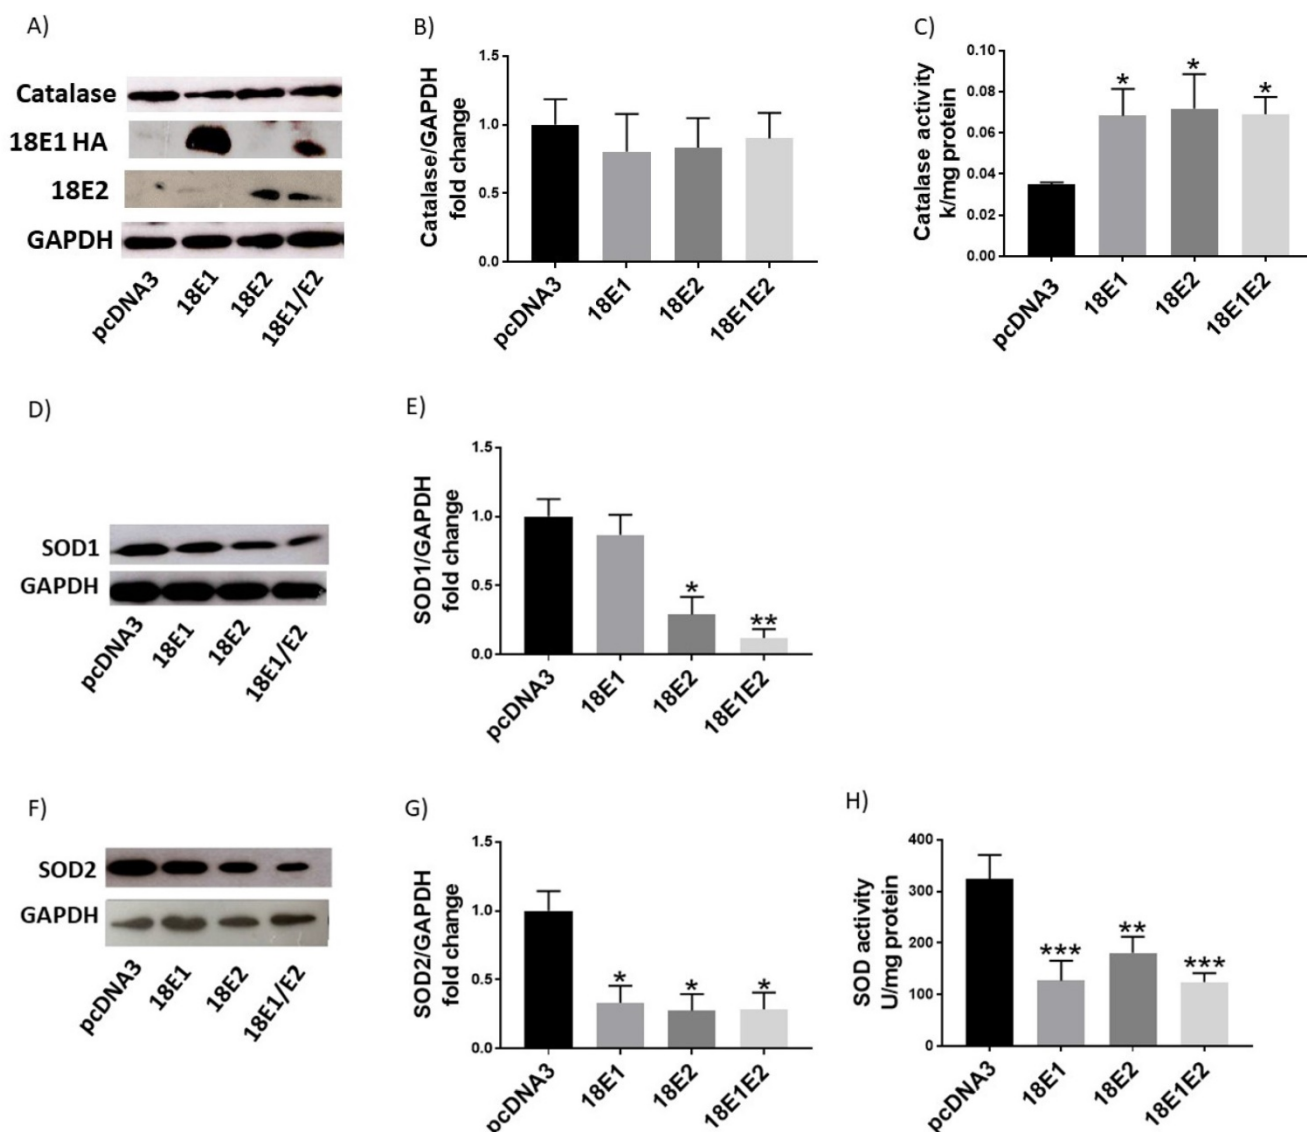 A)
Catalase
18E1 HA
18E2
GAPDH
pcDNA3
18E1
18E2
18E1/E2
B)
Catalase/GAPDH
fold change
1.5
1.0
0.5
0.0
pcDNA3
18E1
18E2
18E1E2
C)
Catalase activity
k/mg protein
0.10
0.08
0.06
0.04
0.02
0.00
*
*
*
pcDNA3
18E1
18E2
18E1E2
D)
SOD1
GAPDH
pcDNA3
18E1
18E2
18E1/E2
E)
SOD1/GAPDH
fold change
1.5
1.0
0.5
0.0
*
**
pcDNA3
18E1
18E2
18E1E2
F)
SOD2
GAPDH
pcDNA3
18E1
18E2
18E1/E2
G)
SOD2/GAPDH
fold change
1.5
1.0
0.5
0.0
*
*
*
pcDNA3
18E1
18E2
18E1E2
H)
SOD activity
U/mg protein
400
300
200
100
0
***
**
***
pcDNA3
18E1
18E2
18E1E2